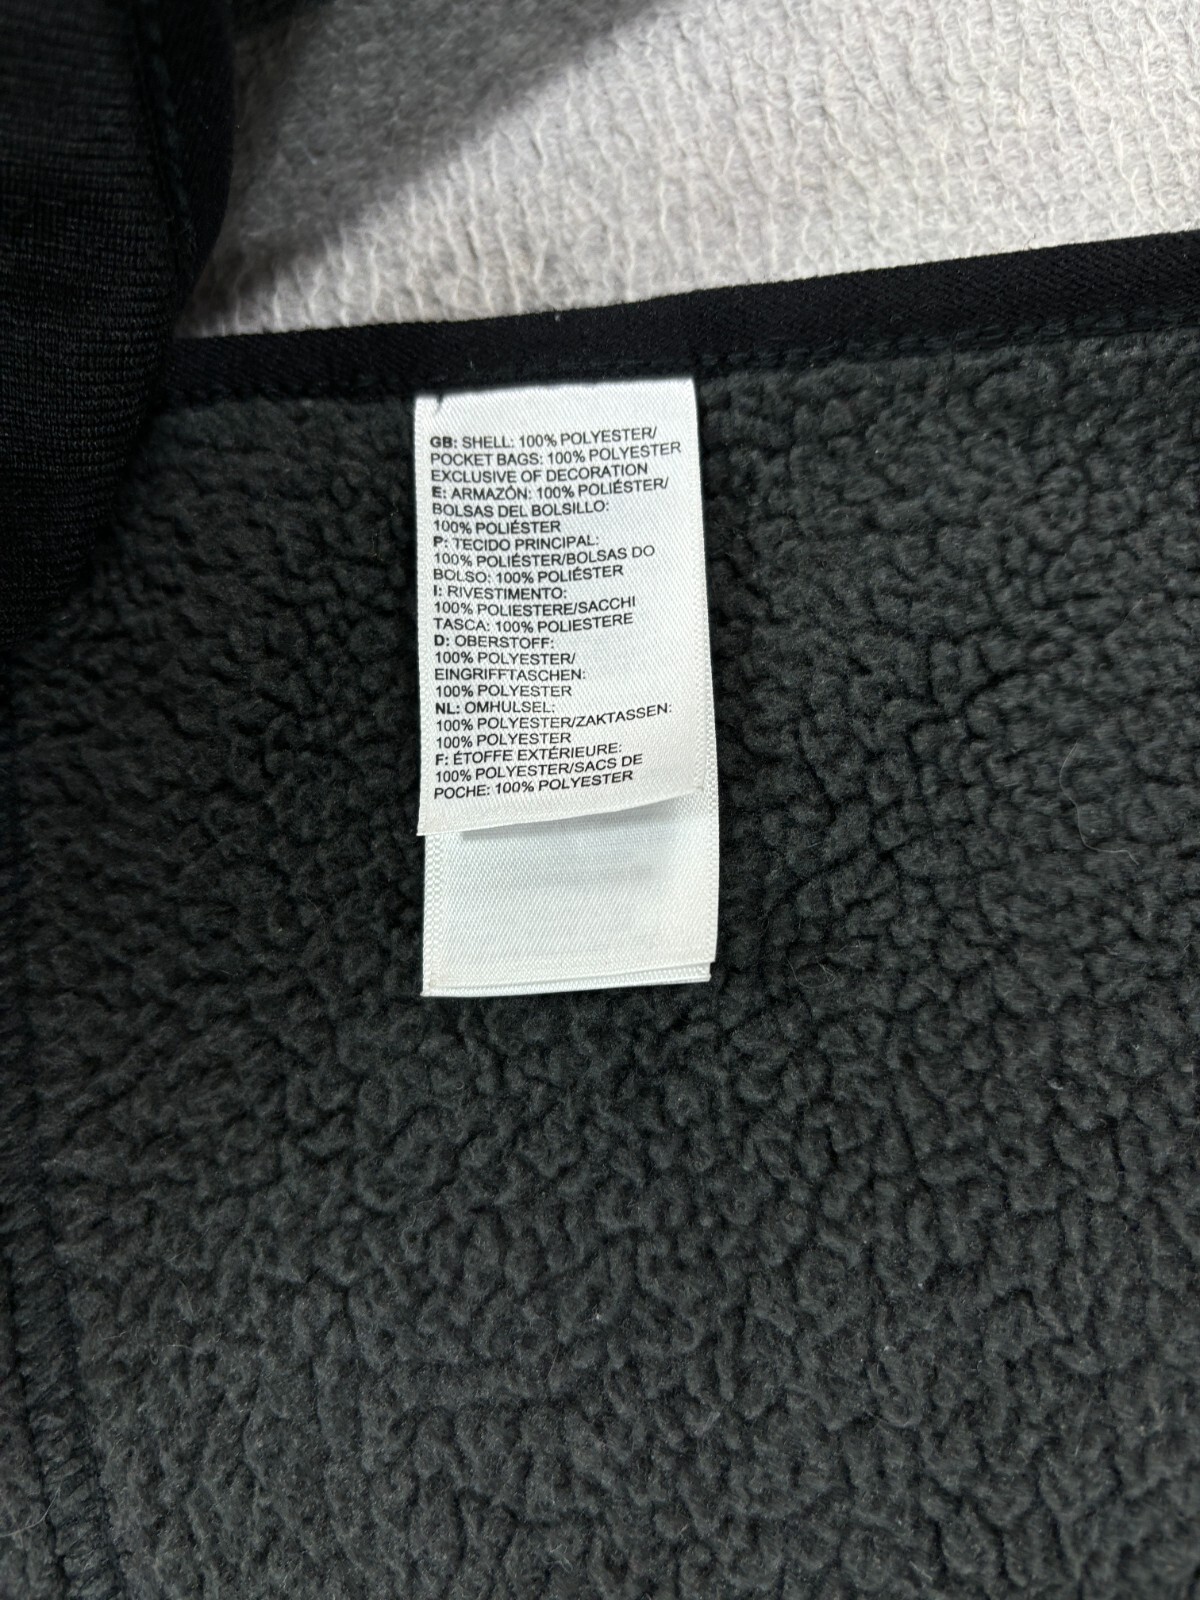 GB: SHELL: 100% POLYESTER/
POCKET BAGS: 100% POLYESTER
EXCLUSIVE OF DECORATION
E: ARMAZÓN: 100% POLIÉSTER/
BOLSAS DEL BOLSILLO:
100% POLIÉSTER
P: TECIDO PRINCIPAL:
100% POLIÉSTER/BOLSAS DO
BOLSO: 100% POLIÉSTER
I: RIVESTIMENTO:
100% POLIESTERE/SACCHI
TASCA: 100% POLIESTERE
D: OBERSTOFF:
100% POLYESTER/
EINGRIFFTASCHEN:
100% POLYESTER
NL: OMHULSEL:
100% POLYESTER/ZAKTASSEN:
100% POLYESTER
F: ÉTOFFE EXTÉRIEURE:
100% POLYESTER/SACS DE
POCHE: 100% POLYESTER